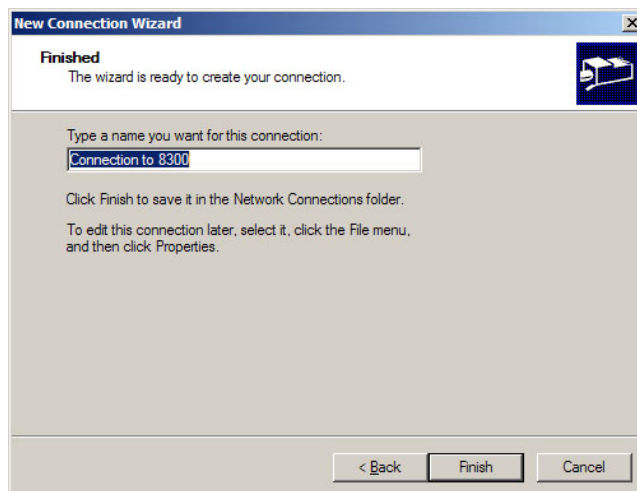 New Connection Wizard
Finished
The wizard is ready to create your connection.
Type a name you want for this connection:
Connection to 8300
Click Finish to save it in the Network Connections folder.
To edit this connection later, select it, click the File menu,
and then click Properties.
< Back
Finish
Cancel